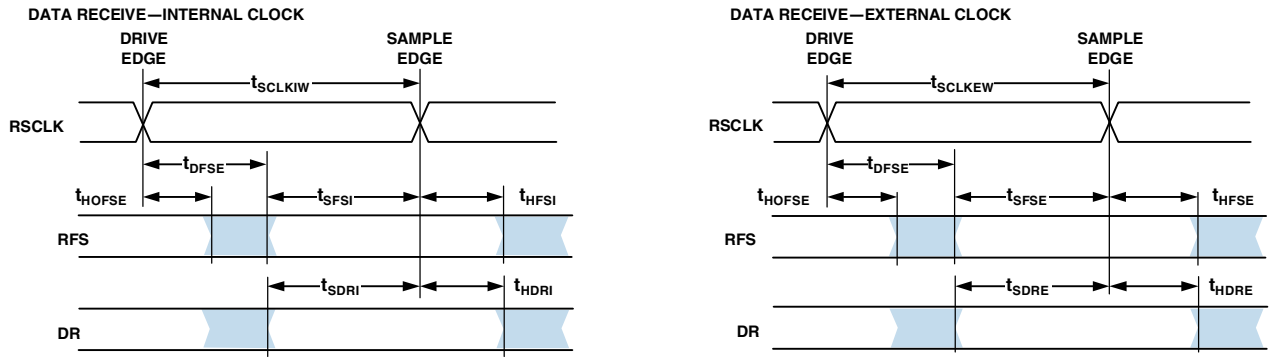 DATA RECEIVE—INTERNAL CLOCK
DRIVE
EDGE
SAMPLE
EDGE
tSCLKIW
RSCLK
tDFSE
tHOFSE
tSFSI
tHFSI
RFS
tSDRI
tHDRI
DR
DATA RECEIVE—EXTERNAL CLOCK
DRIVE
EDGE
SAMPLE
EDGE
tSCLKEW
RSCLK
tDFSE
tHOFSE
tSFSE
tHFSE
RFS
tSDRE
tHDRE
DR